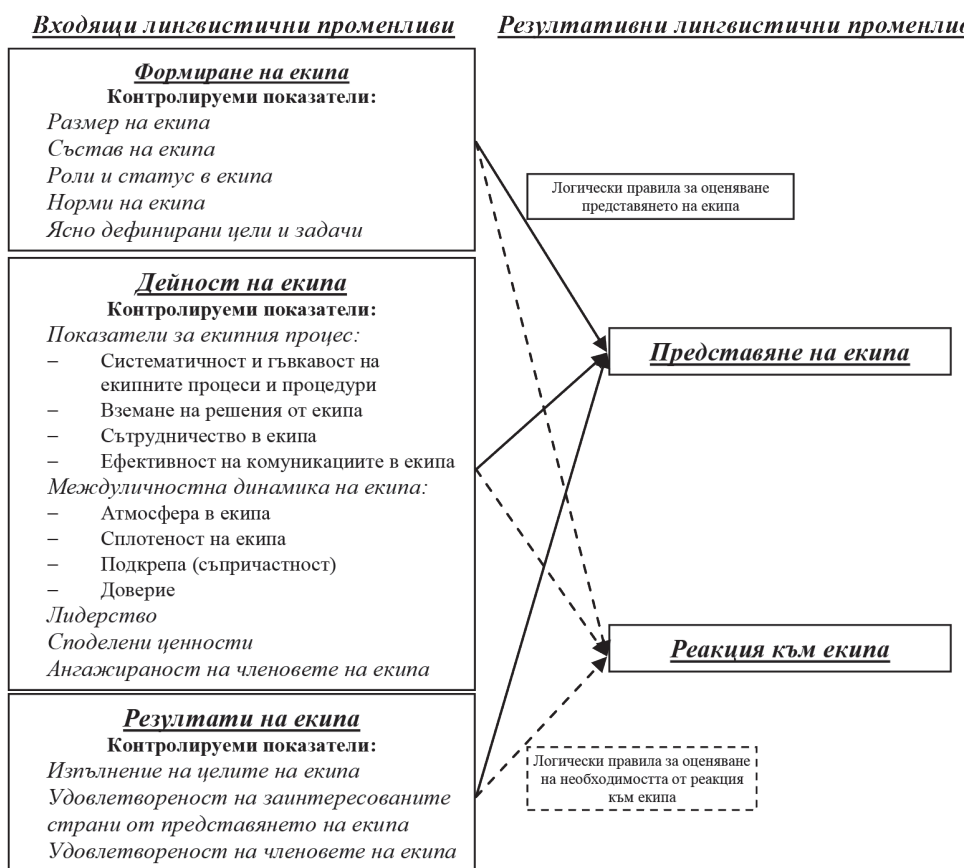 Входящи лингвистични променливи
Резултативни лингвистични променлив
Формиране на екипа
Контролируеми показатели:
Размер на екипа
Състав на екипа
Роли и статус в екипа
Норми на екипа
Ясно дефинирани цели и задачи
Логически правила за оценяване
представянето на екипа
Дейност на екипа
Контролируеми показатели:
Показатели за екипния процес:
– Систематичност и гъвкавост на
екипните процеси и процедури
– Вземане на решения от екипа
– Сътрудничество в екипа
– Ефективност на комуникациите в екипа
Междуличностна динамика на екипа:
– Атмосфера в екипа
– Сплотеност на екипа
– Подкрепа (съпричастност)
– Доверие
Лидерство
Споделени ценности
Ангажираност на членовете на екипа
Представяне на екипа
Реакция към екипа
Резултати на екипа
Контролируеми показатели:
Изпълнение на целите на екипа
Удовлетвореност на заинтересованите
страни от представянето на екипа
Удовлетвореност на членовете на екипа
Логически правила за оценяване
на необходимостта от реакция
към екипа